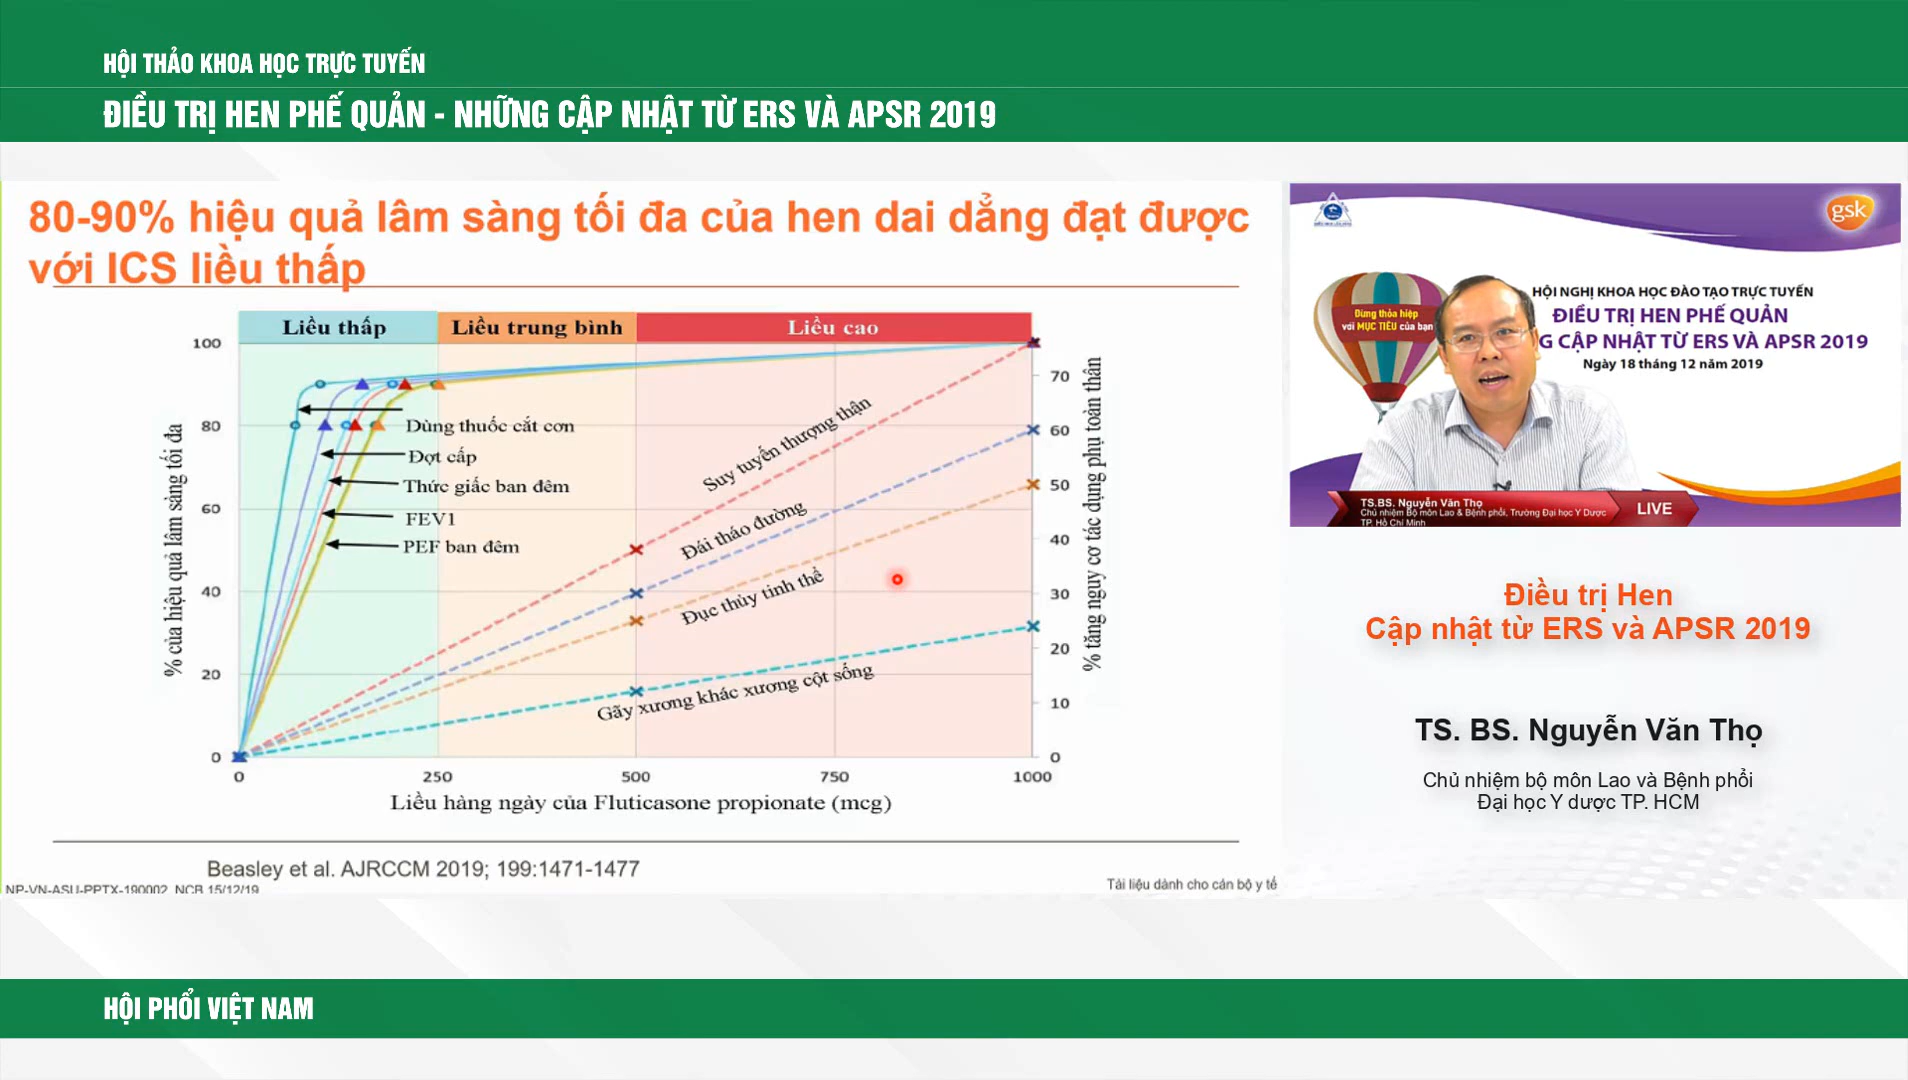 HỘI THẢO KHOA HỌC TRỰC TUYẾN
ĐIỀU TRỊ HEN PHẾ QUẢN - NHỮNG CẬP NHẬT TỪ ERS VÀ APSR 2019
80-90% hiệu quả lâm sàng tối đa của hen dai dẳng đạt được
với ICS liều thấp
Liều thấp
Liều trung bình
Liều cao
% của hiệu quả lâm sàng tối đa
100
80
60
40
20
0
Dùng thuốc cắt cơn
Đợt cấp
Thức giấc ban đêm
FEV1
PEF ban đêm
Suy tuyến thượng thận
Đái tháo đường
Đục thủy tinh thể
Gãy xương khác xương cột sống
70
60
50
40
30
20
10
0
% tăng nguy cơ tác dụng phụ toàn thân
0
250
500
750
1000
Liều hàng ngày của Fluticasone propionate (mcg)
Beasley et al. AJRCCM 2019; 199:1471-1477
NP-VN-ASU-PPTX-190002 NCB 15/12/19
Tài liệu dành cho cán bộ y tế
gsk
Đừng thỏa hiệp
với MỤC TIÊU của bạn
HỘI NGHỊ KHOA HỌC ĐÀO TẠO TRỰC TUYẾN
ĐIỀU TRỊ HEN PHẾ QUẢN
G CẬP NHẬT TỪ ERS VÀ APSR 2019
Ngày 18 tháng 12 năm 2019
TS.BS. Nguyễn Văn Thọ
Chủ nhiệm Bộ môn Lao & Bệnh phổi, Trường Đại học Y Dược
TP. Hồ Chí Minh
LIVE
Điều trị Hen
Cập nhật từ ERS và APSR 2019
TS. BS. Nguyễn Văn Thọ
Chủ nhiệm bộ môn Lao và Bệnh phổi
Đại học Y dược TP. HCM
HỘI PHỔI VIỆT NAM